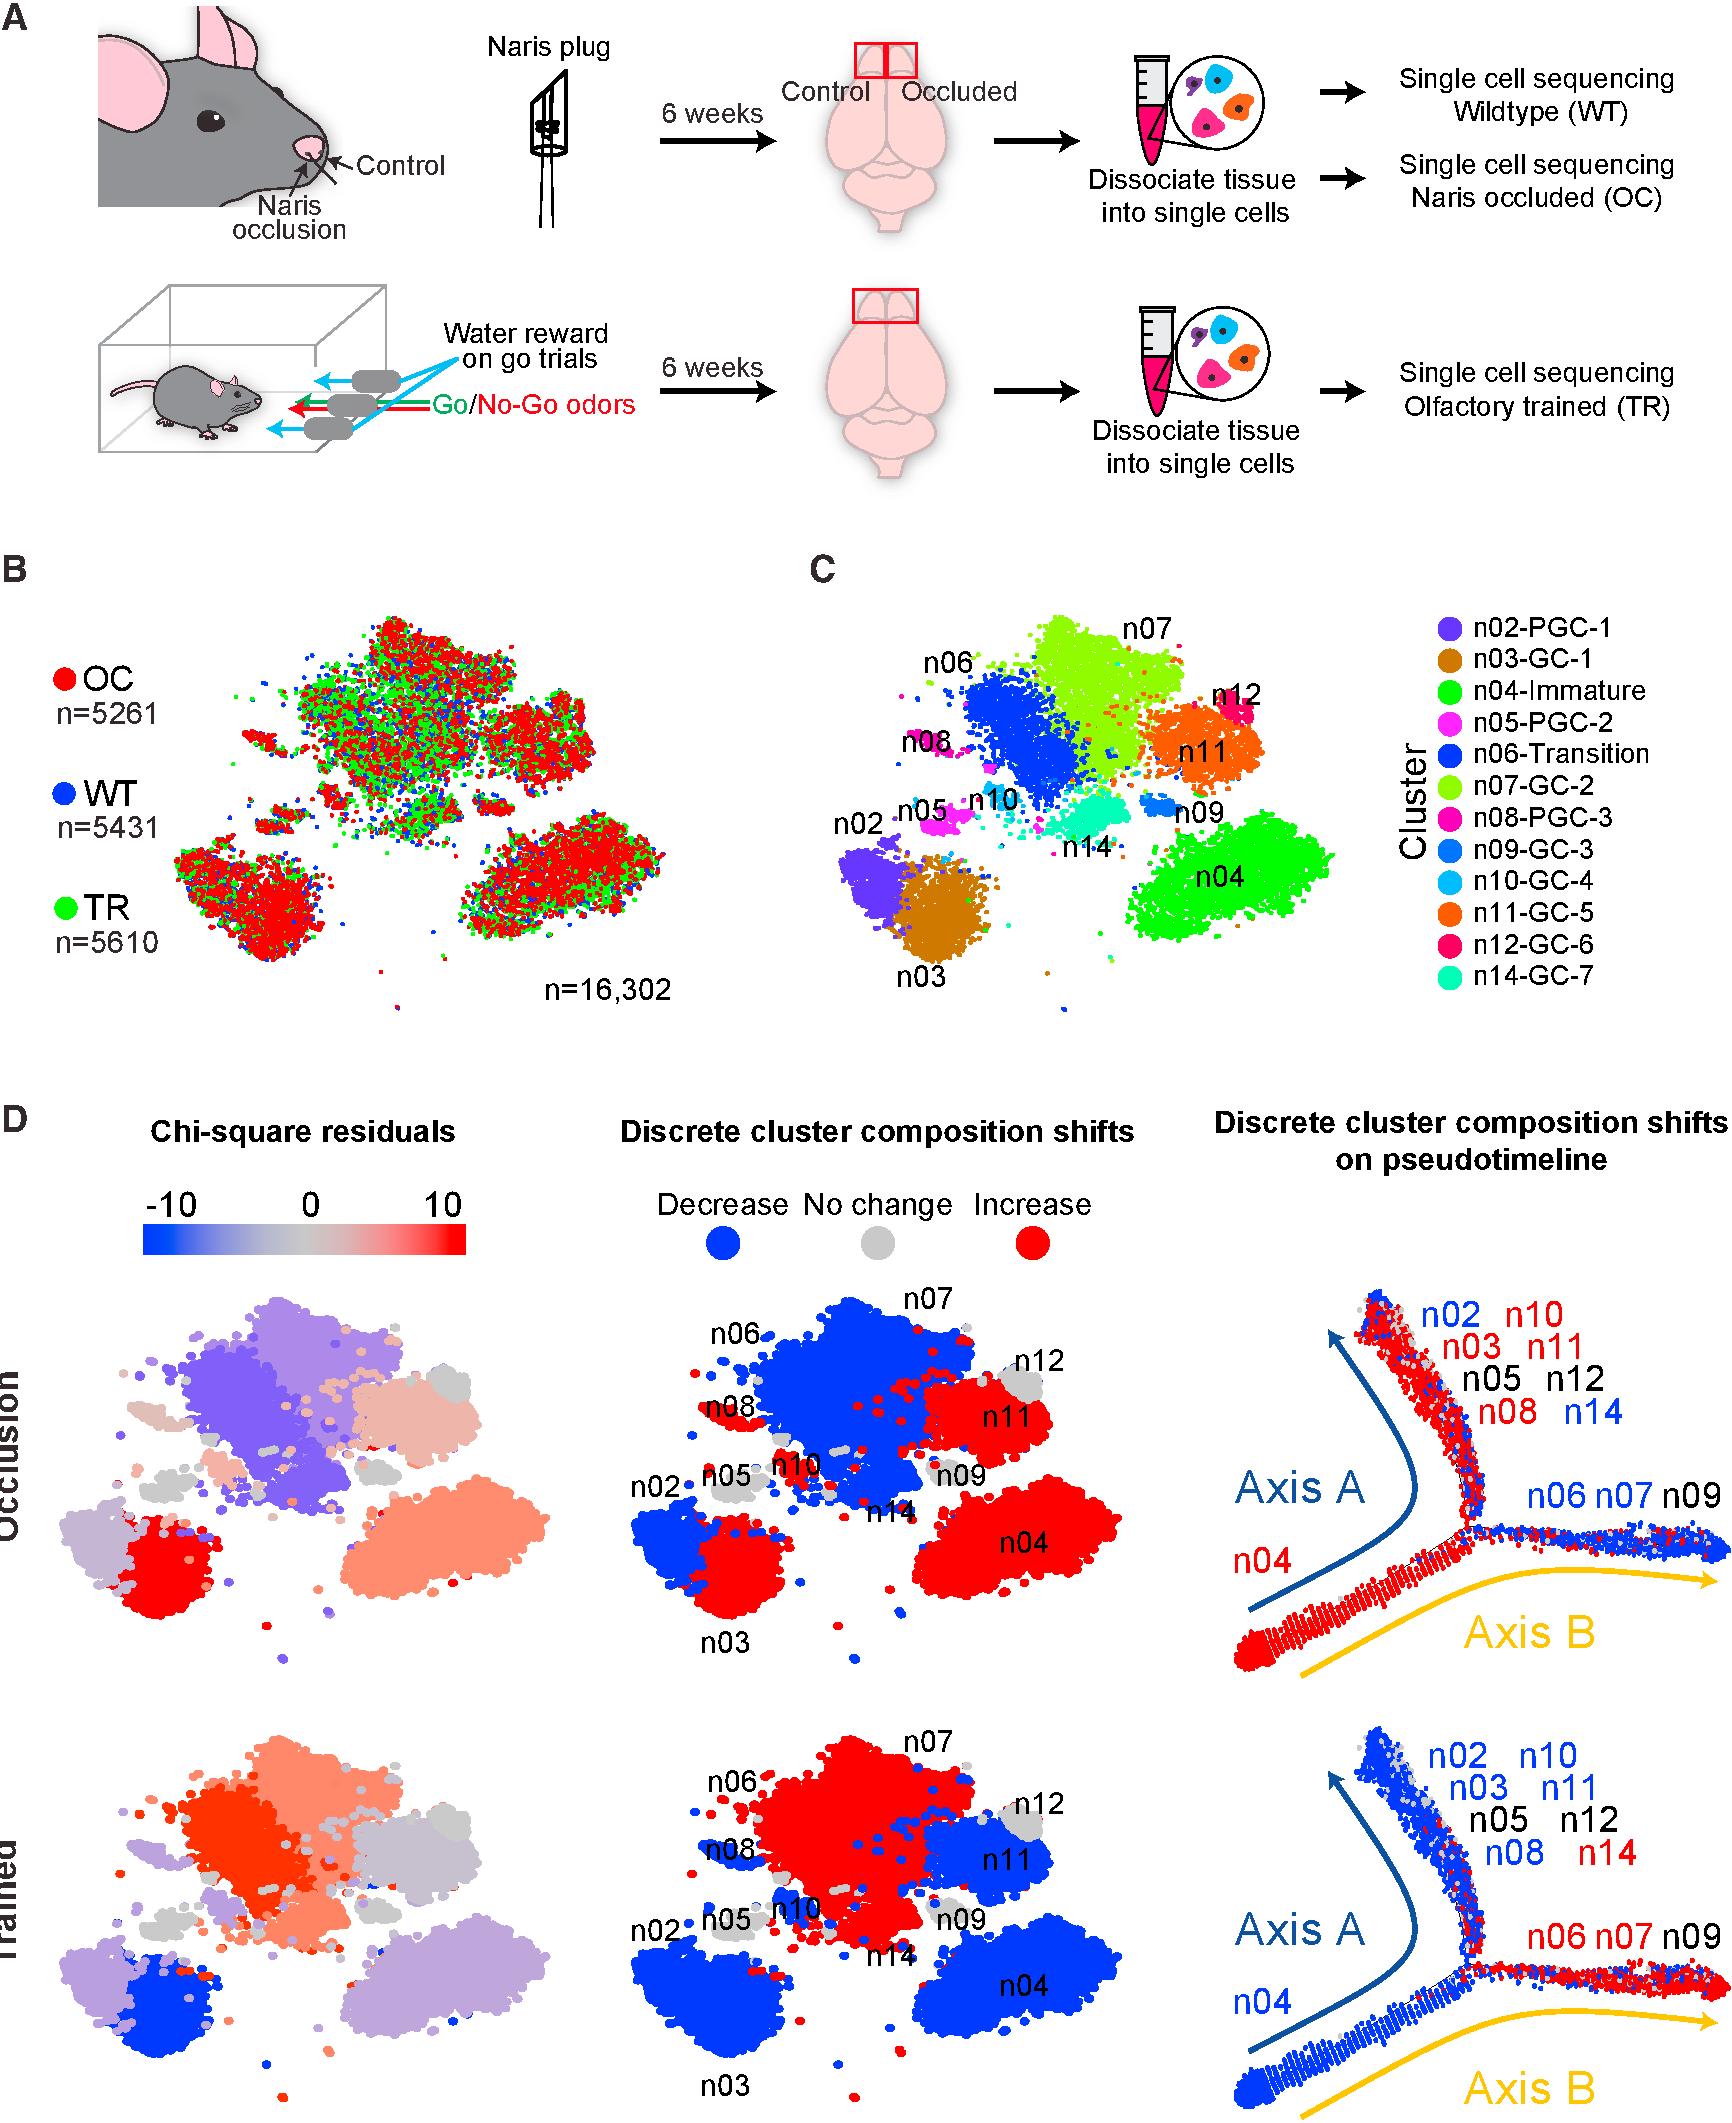 A
Naris plug
Control
Naris
occlusion
6 weeks
Control
Occluded
Dissociate tissue
into single cells
Single cell sequencing
Wildtype (WT)
Single cell sequencing
Naris occluded (OC)
Water reward
on go trials
Go/No-Go odors
6 weeks
Dissociate tissue
into single cells
Single cell sequencing
Olfactory trained (TR)
B
OC
n=5261
WT
n=5431
TR
n=5610
n=16,302
C
n07
n06
n12
n08
n11
n10
n05
n09
n02
n14
n04
n03
Cluster
n02-PGC-1
n03-GC-1
n04-Immature
n05-PGC-2
n06-Transition
n07-GC-2
n08-PGC-3
n09-GC-3
n10-GC-4
n11-GC-5
n12-GC-6
n14-GC-7
D
Chi-square residuals
-10 0 10
Discrete cluster composition shifts
Decrease No change Increase
Discrete cluster composition shifts
on pseudotimeline
Occlusion
n07
n06
n12
n08
n11
n10
n05
n09
n02
n14
n04
n03
n02 n10
n03 n11
n05 n12
n08 n14
Axis A
n06 n07 n09
n04
Axis B
Trained
n07
n06
n12
n08
n11
n10
n05
n09
n02
n14
n04
n03
n02 n10
n03 n11
n05 n12
n08 n14
Axis A
n06 n07 n09
n04
Axis B